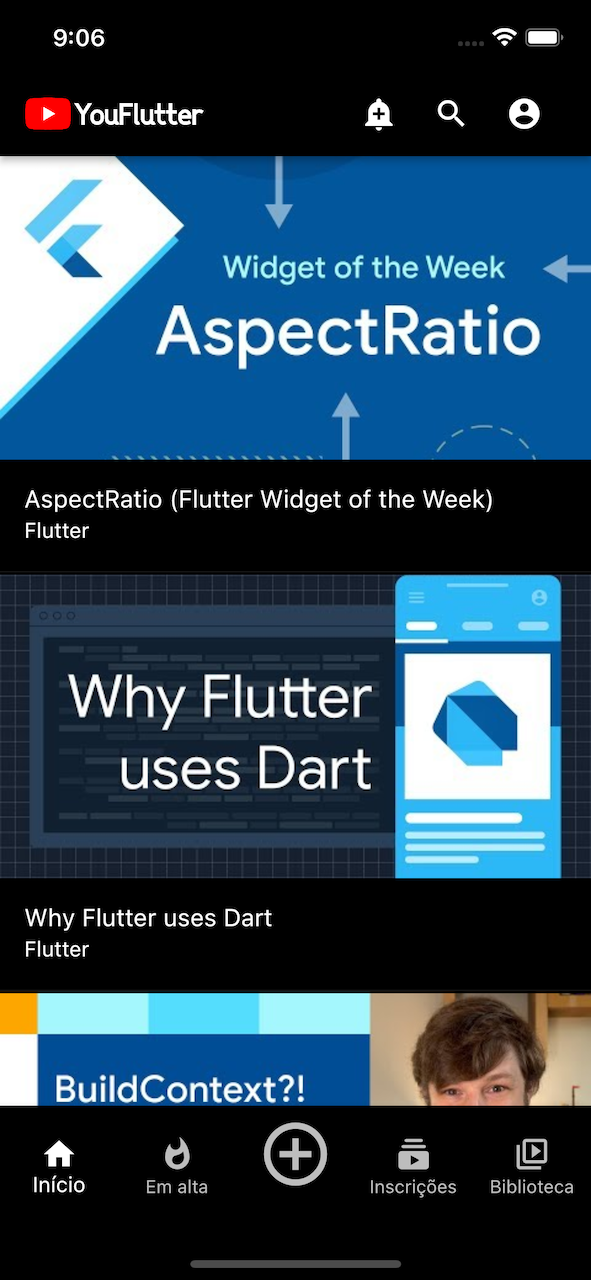 9:06
YouFlutter
Widget of the Week
AspectRatio
AspectRatio (Flutter Widget of the Week)
Flutter
Why Flutter
uses Dart
Why Flutter uses Dart
Flutter
BuildContext?!
Início
Em alta
Inscrições
Biblioteca